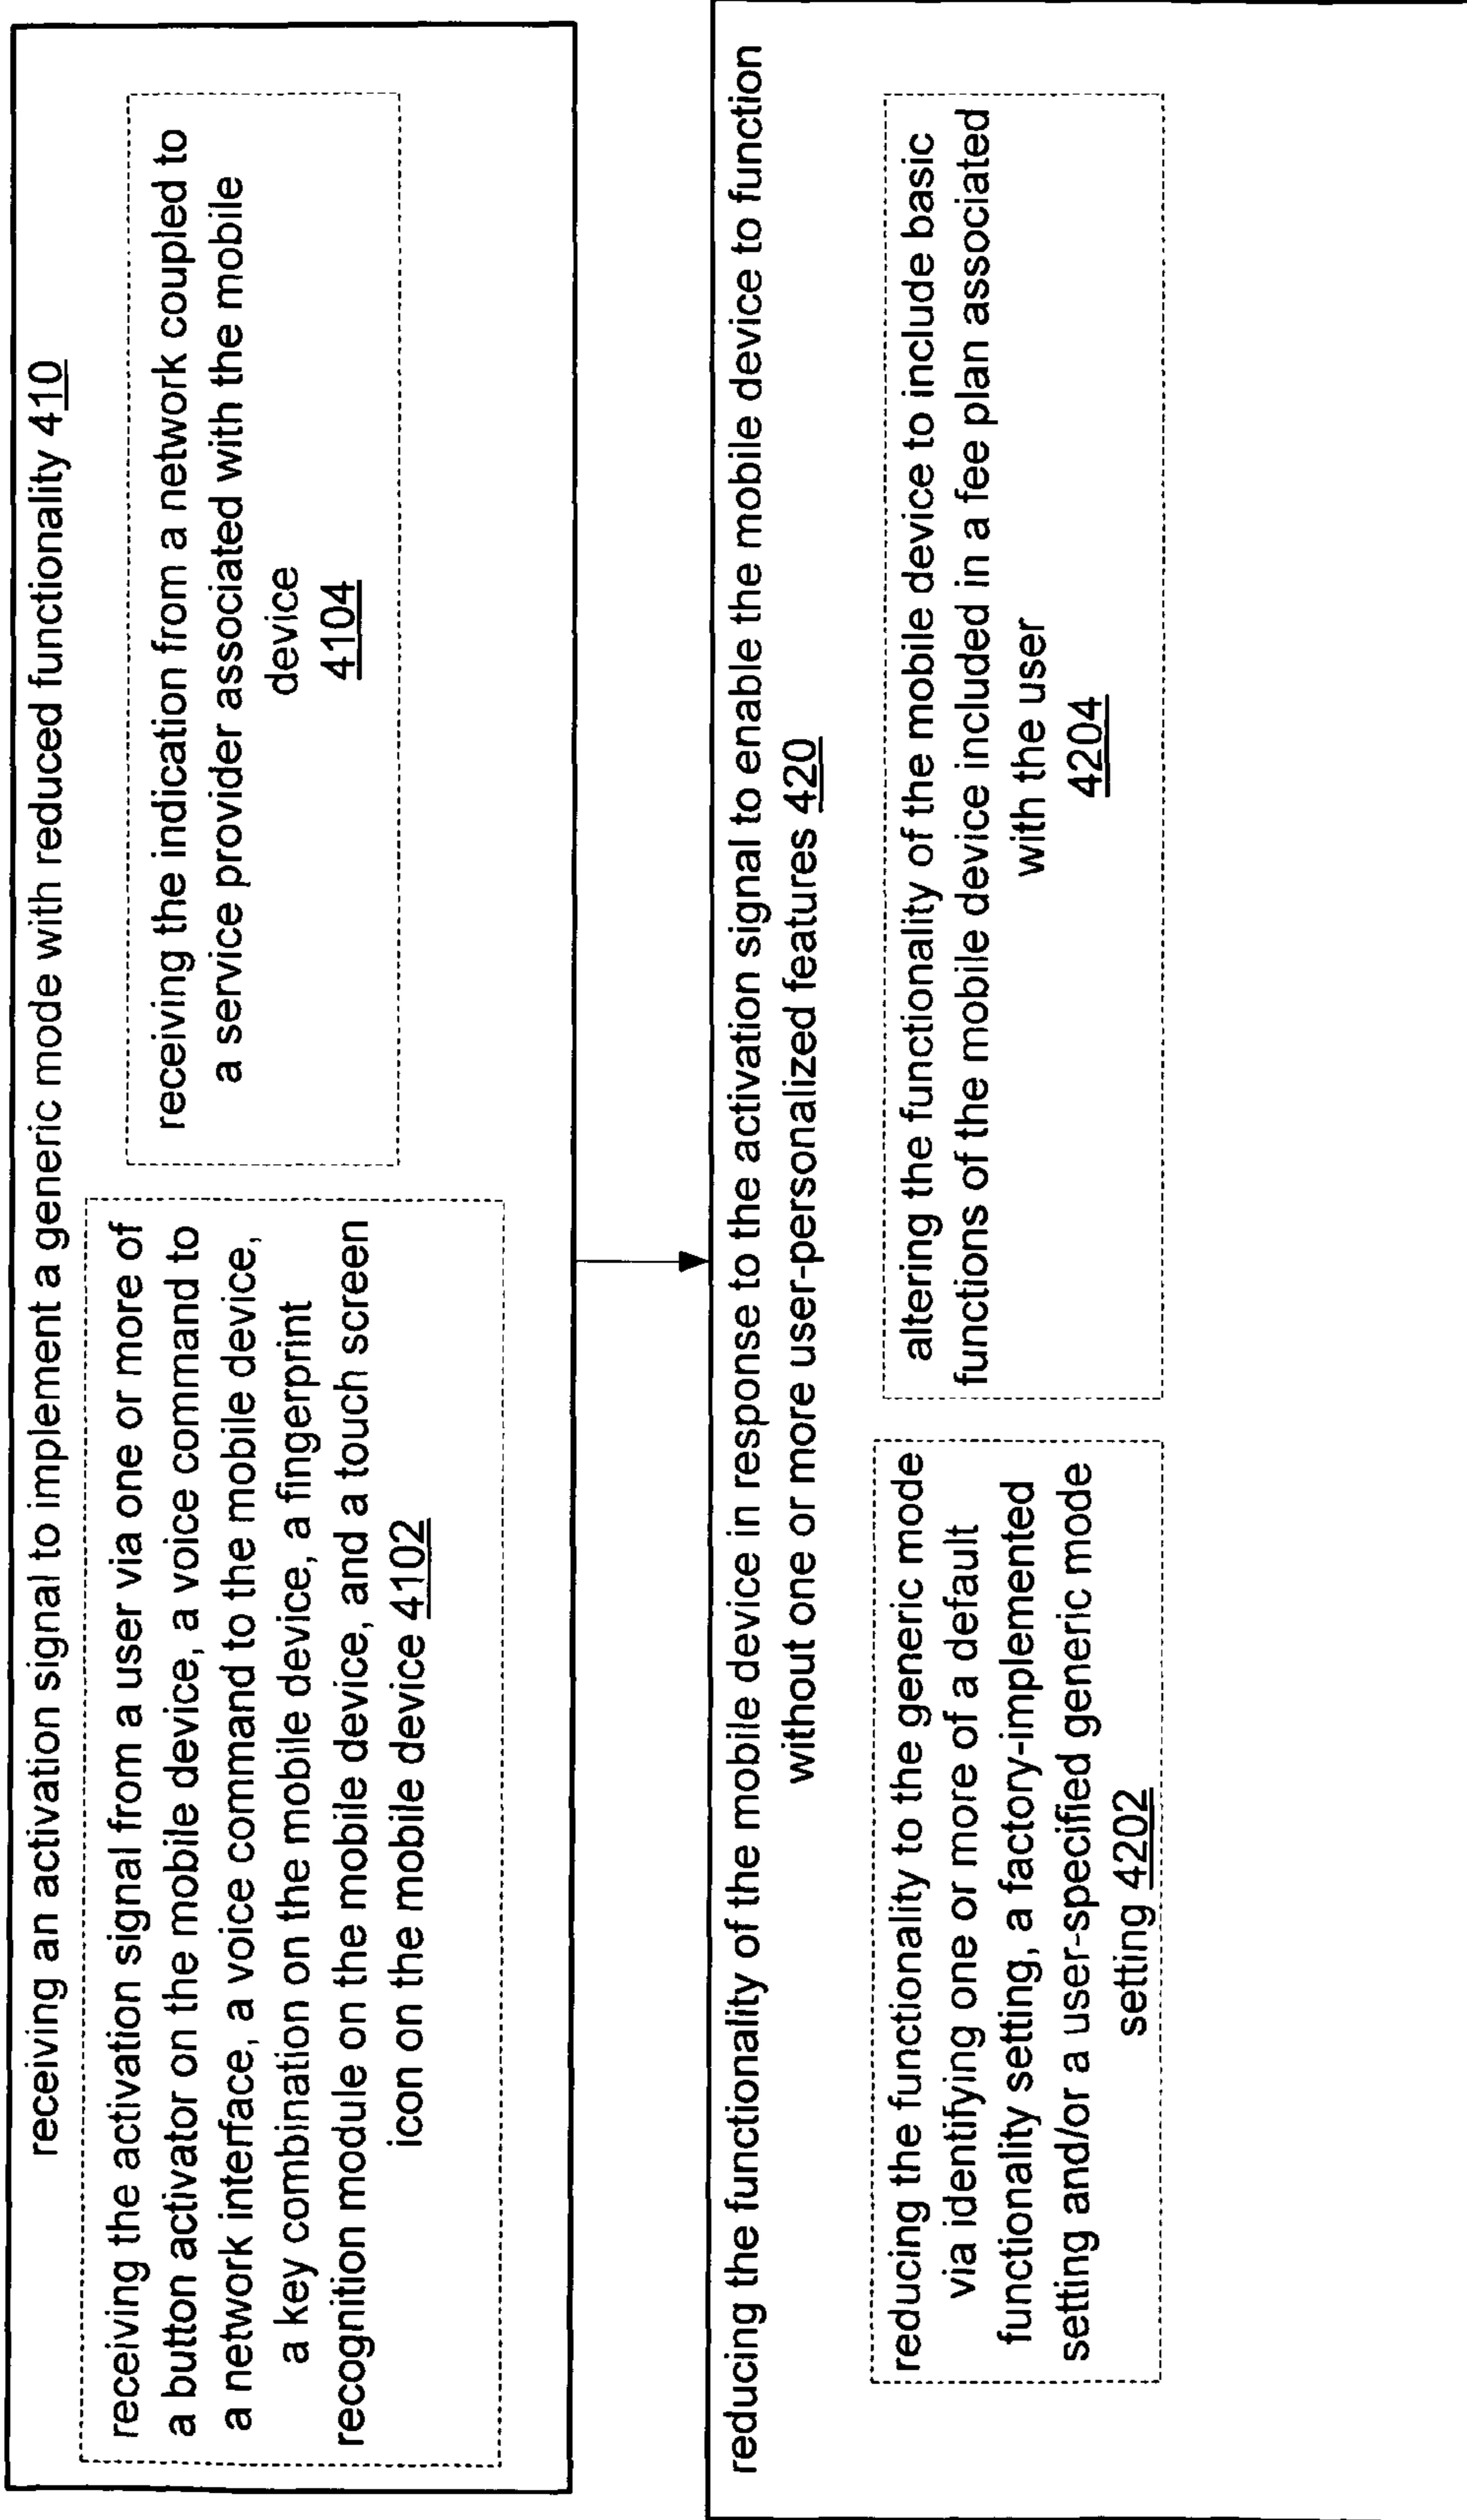 receiving an activation signal to implement a generic mode with reduced functionality 410
receiving the activation signal from a user via one or more of
a button activator on the mobile device, a voice command to
a network interface, a voice command to the mobile device,
a key combination on the mobile device, a fingerprint
recognition module on the mobile device, and a touch screen
icon on the mobile device 4102
receiving the indication from a network coupled to
a service provider associated with the mobile
device
4104
reducing the functionality of the mobile device in response to the activation signal to enable the mobile device to function
without one or more user-personalized features 420
reducing the functionality to the generic mode
via identifying one or more of a default
functionality setting, a factory-implemented
setting and/or a user-specified generic mode
setting 4202
altering the functionality of the mobile device to include basic
functions of the mobile device included in a fee plan associated
with the user
4204